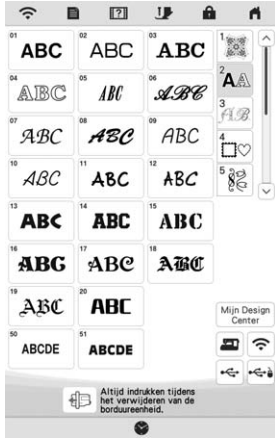 01 ABC 02 ABC 03 ABC 1
04 ABC 05 ABC 06 ABC 2 AA
07 ABC 08 ABC 09 ABC 3 AB
10 ABC 11 ABC 12 ABC 4
13 ABC 14 ABC 15 ABC 5
16 ABC 17 ABC 18 ABC
19 ABC 20 ABC
Mijn Design
Center
50 ABCDE 51 ABCDE
Altijd indrukken tijdens
het verwijderen van de
borduureenheid.